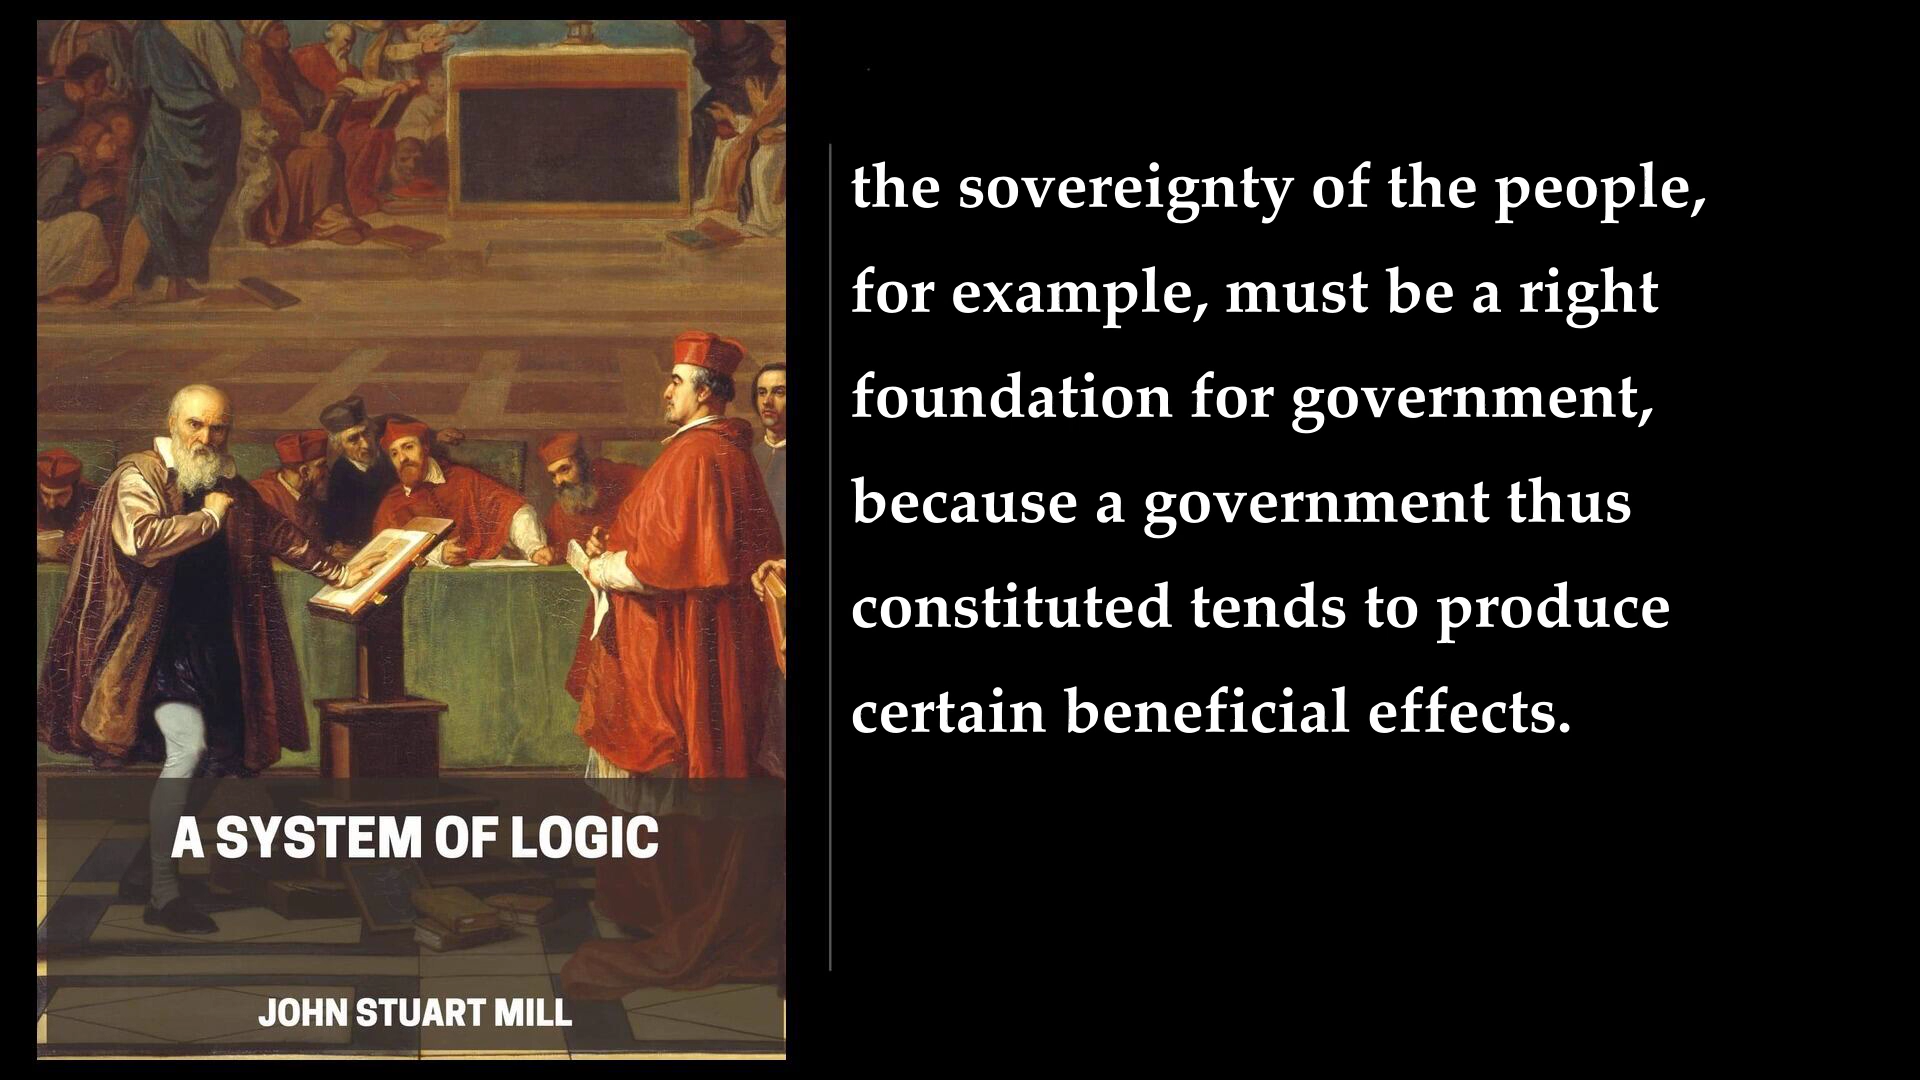 the sovereignty of the people,
for example, must be a right
foundation for government,
because a government thus
constituted tends to produce
certain beneficial effects.
A SYSTEM OF LOGIC
JOHN STUART MILL